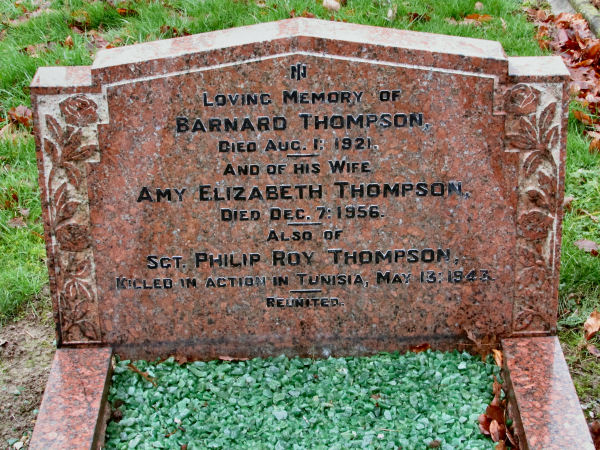 IN
LOVING MEMORY OF
BARNARD THOMPSON,
DIED AUG. 1: 1921.
AND OF HIS WIFE
AMY ELIZABETH THOMPSON,
DIED DEC. 7: 1956.
ALSO OF
SGT. PHILIP ROY THOMPSON,
KILLED IN ACTION IN TUNISIA, MAY 13: 1943.
REUNITED.